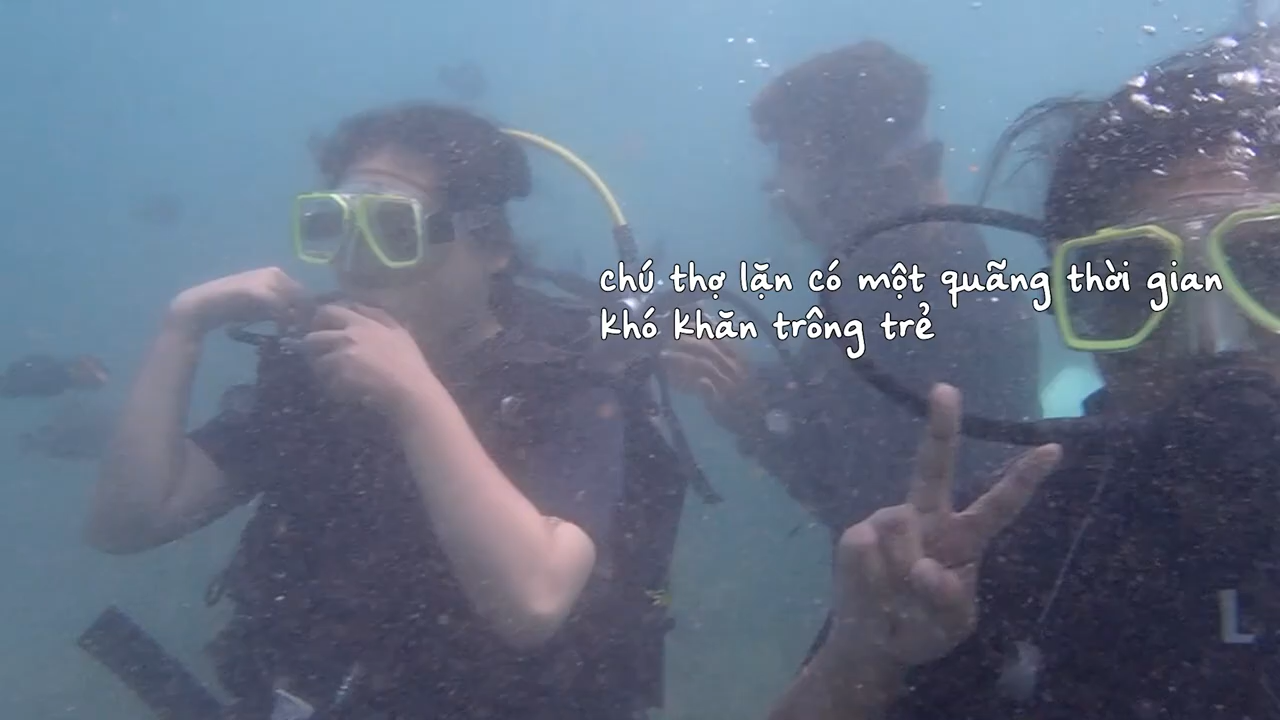 chú thợ lặn có một quãng thời gian
khó khăn trông trẻ
L